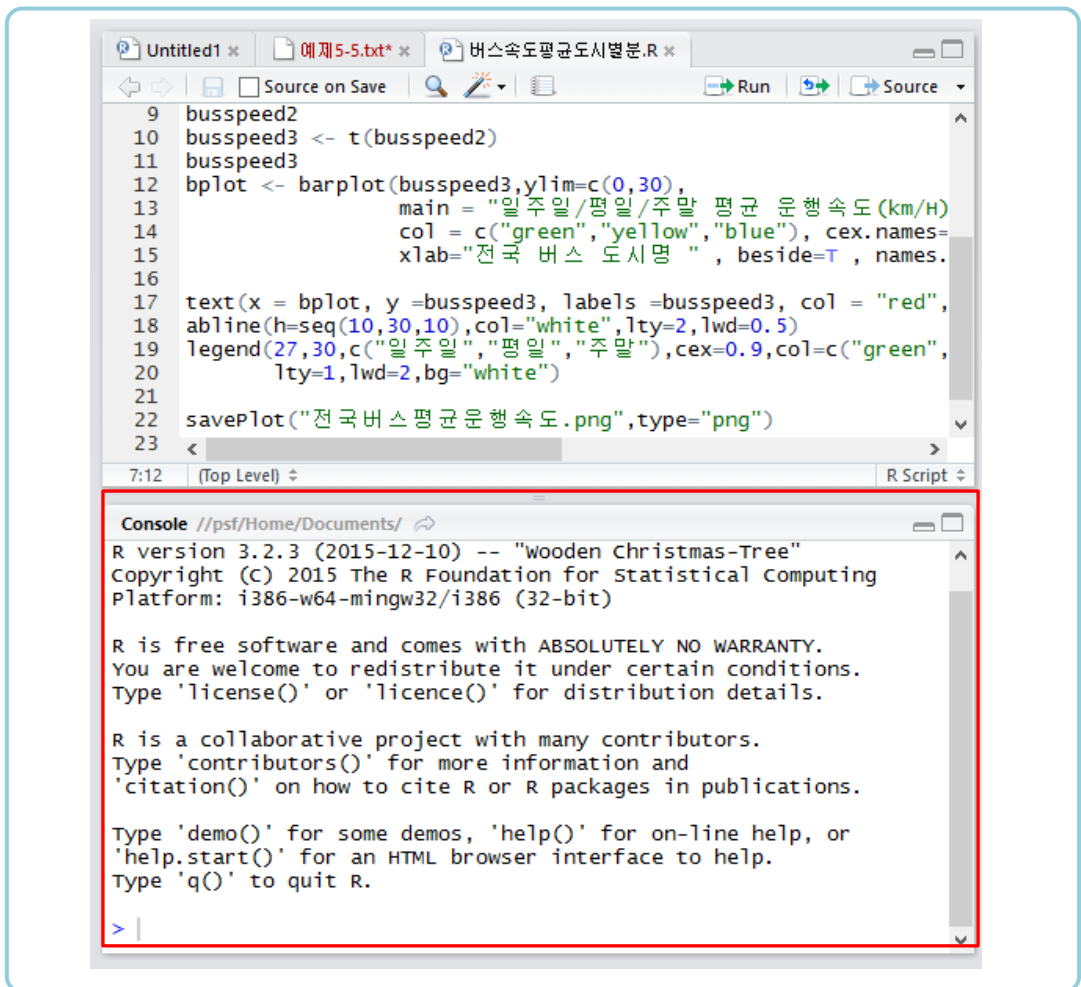 Untitled1 × 예제5-5.txt* × 버스속도평균도시별분.R ×
Source on Save Run Source
9 busspeed2
10 busspeed3 <- t(busspeed2)
11 busspeed3
12 bplot <- barplot(busspeed3,ylim=c(0,30),
13 main = "일주일/평일/주말 평균 운행속도(km/H)
14 col = c("green","yellow","blue"), cex.names=
15 xlab="전국 버스 도시명 " , beside=T , names.
16
17 text(x = bplot, y =busspeed3, labels =busspeed3, col = "red",
18 abline(h=seq(10,30,10),col="white",lty=2,lwd=0.5)
19 legend(27,30,c("일주일","평일","주말"),cex=0.9,col=c("green",
20 lty=1,lwd=2,bg="white")
21
22 savePlot("전국버스평균운행속도.png",type="png")
23
7:12 (Top Level) R Script
Console //psf/Home/Documents/
R version 3.2.3 (2015-12-10) -- "Wooden Christmas-Tree"
Copyright (C) 2015 The R Foundation for Statistical Computing
Platform: i386-w64-mingw32/i386 (32-bit)
R is free software and comes with ABSOLUTELY NO WARRANTY.
You are welcome to redistribute it under certain conditions.
Type 'license()' or 'licence()' for distribution details.
R is a collaborative project with many contributors.
Type 'contributors()' for more information and
'citation()' on how to cite R or R packages in publications.
Type 'demo()' for some demos, 'help()' for on-line help, or
'help.start()' for an HTML browser interface to help.
Type 'q()' to quit R.
>